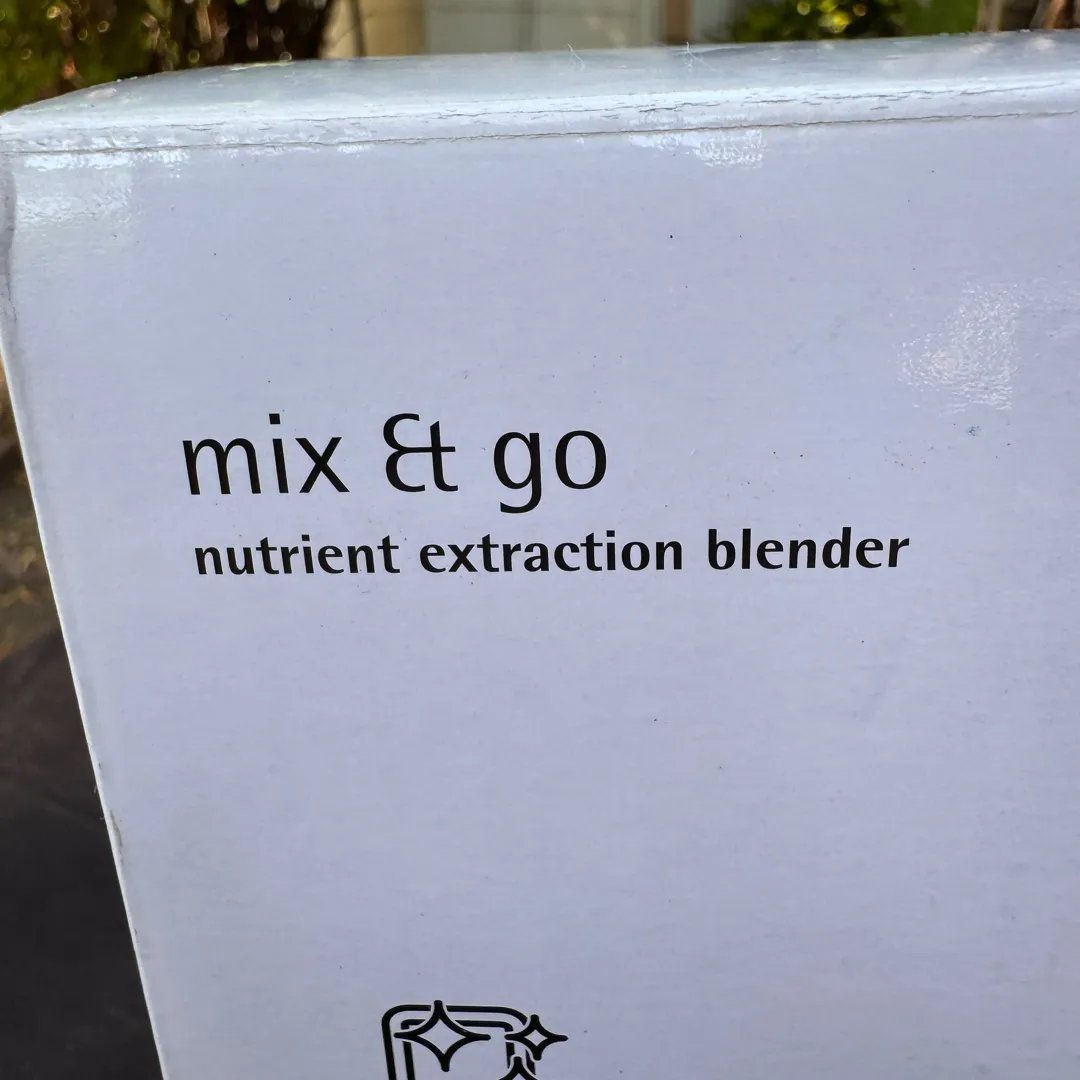 mix & go
nutrient extraction blender